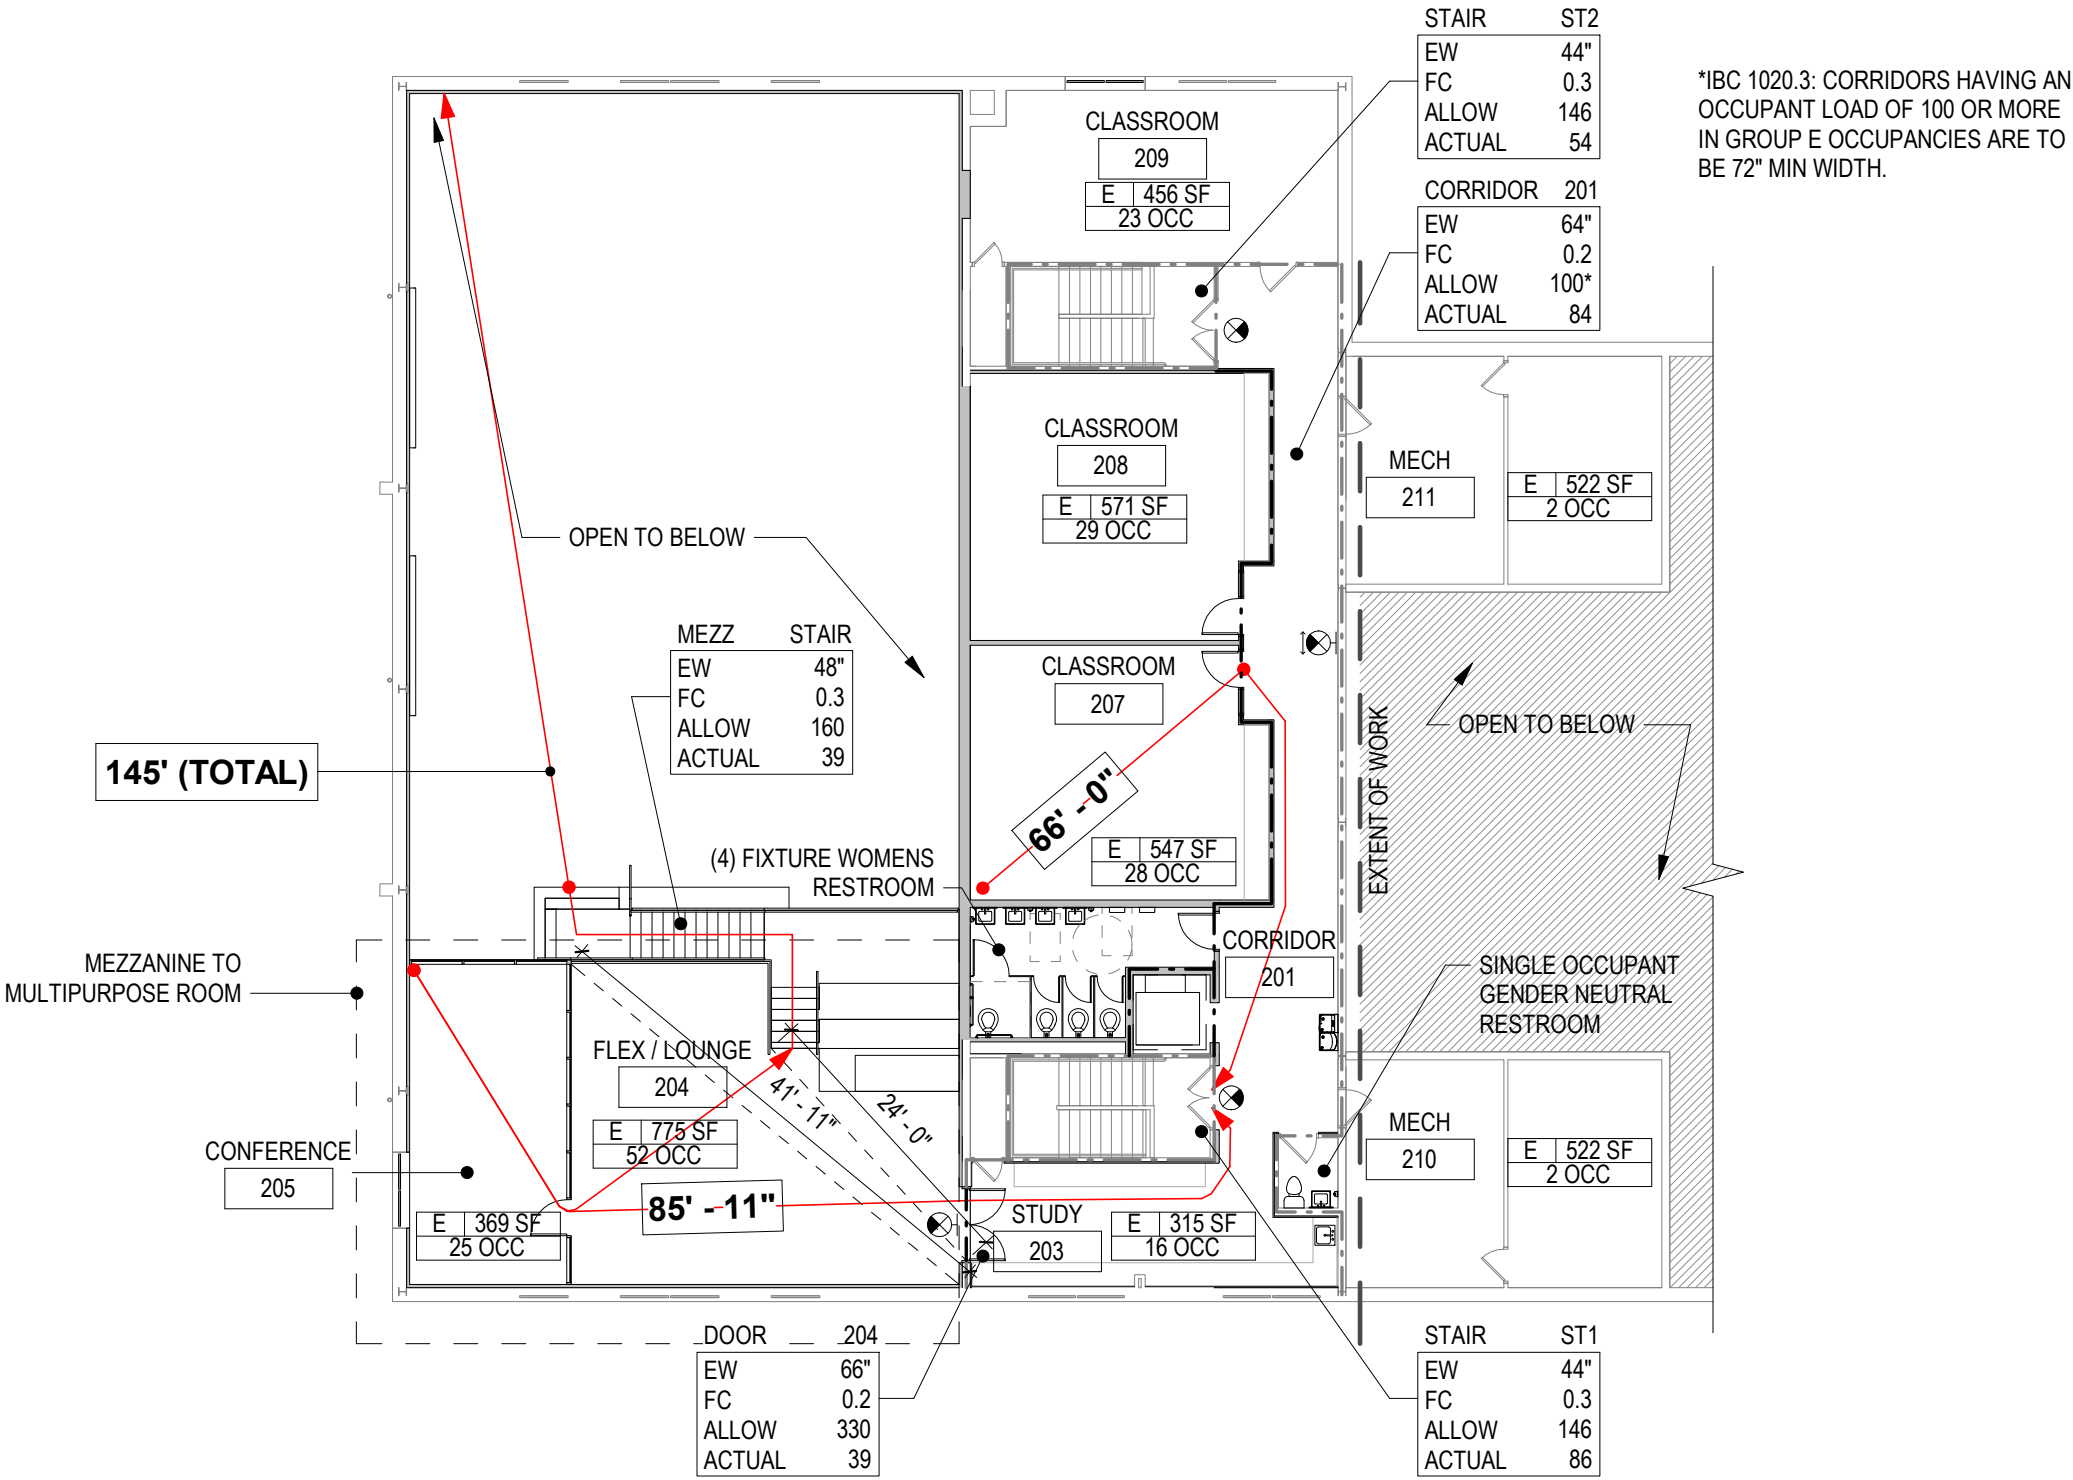 STAIR ST2
EW 44"
FC 0.3
ALLOW 146
ACTUAL 54
*IBC 1020.3: CORRIDORS HAVING AN
OCCUPANT LOAD OF 100 OR MORE
IN GROUP E OCCUPANCIES ARE TO
BE 72" MIN WIDTH.
CORRIDOR 201
EW 64"
FC 0.2
ALLOW 100*
ACTUAL 84
CLASSROOM
209
E 456 SF
23 OCC
CLASSROOM
208
E 571 SF
29 OCC
MECH
211
E 522 SF
2 OCC
OPEN TO BELOW
MEZZ STAIR
EW 48"
FC 0.3
ALLOW 160
ACTUAL 39
CLASSROOM
207
66' - 0"
E 547 SF
28 OCC
EXTENT OF WORK
OPEN TO BELOW
145' (TOTAL)
(4) FIXTURE WOMENS
RESTROOM
CORRIDOR
201
MEZZANINE TO
MULTIPURPOSE ROOM
SINGLE OCCUPANT
GENDER NEUTRAL
RESTROOM
FLEX / LOUNGE
204
E 775 SF
52 OCC
41' - 11"
24' - 0"
CONFERENCE
205
E 369 SF
25 OCC
85' - 11"
STUDY
203
E 315 SF
16 OCC
MECH
210
E 522 SF
2 OCC
DOOR 204
EW 66"
FC 0.2
ALLOW 330
ACTUAL 39
STAIR ST1
EW 44"
FC 0.3
ALLOW 146
ACTUAL 86